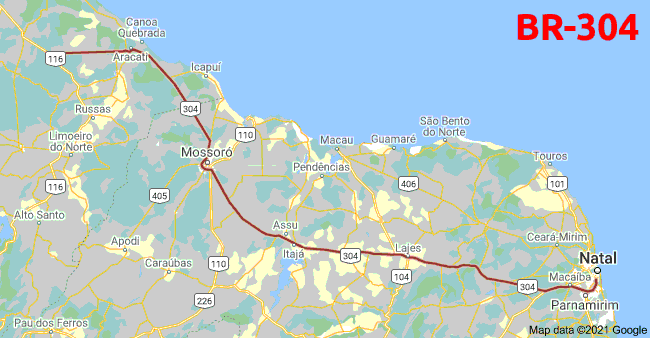 BR-304
Canoa
Quebrada
116
Aracati
Icapuí
304
Russas
110
São Bento
do Norte
Macau
Guamaré
Limoeiro
do Norte
Mossoró
Touros
Pendências
101
116
405
406
Alto Santo
Assu
Ceará-Mirim
Apodi
Itajá
304
Lajes
Natal
Caraúbas
110
104
Macaíba
304
226
Parnamirim
Pau dos Ferros
Map data ©2021 Google